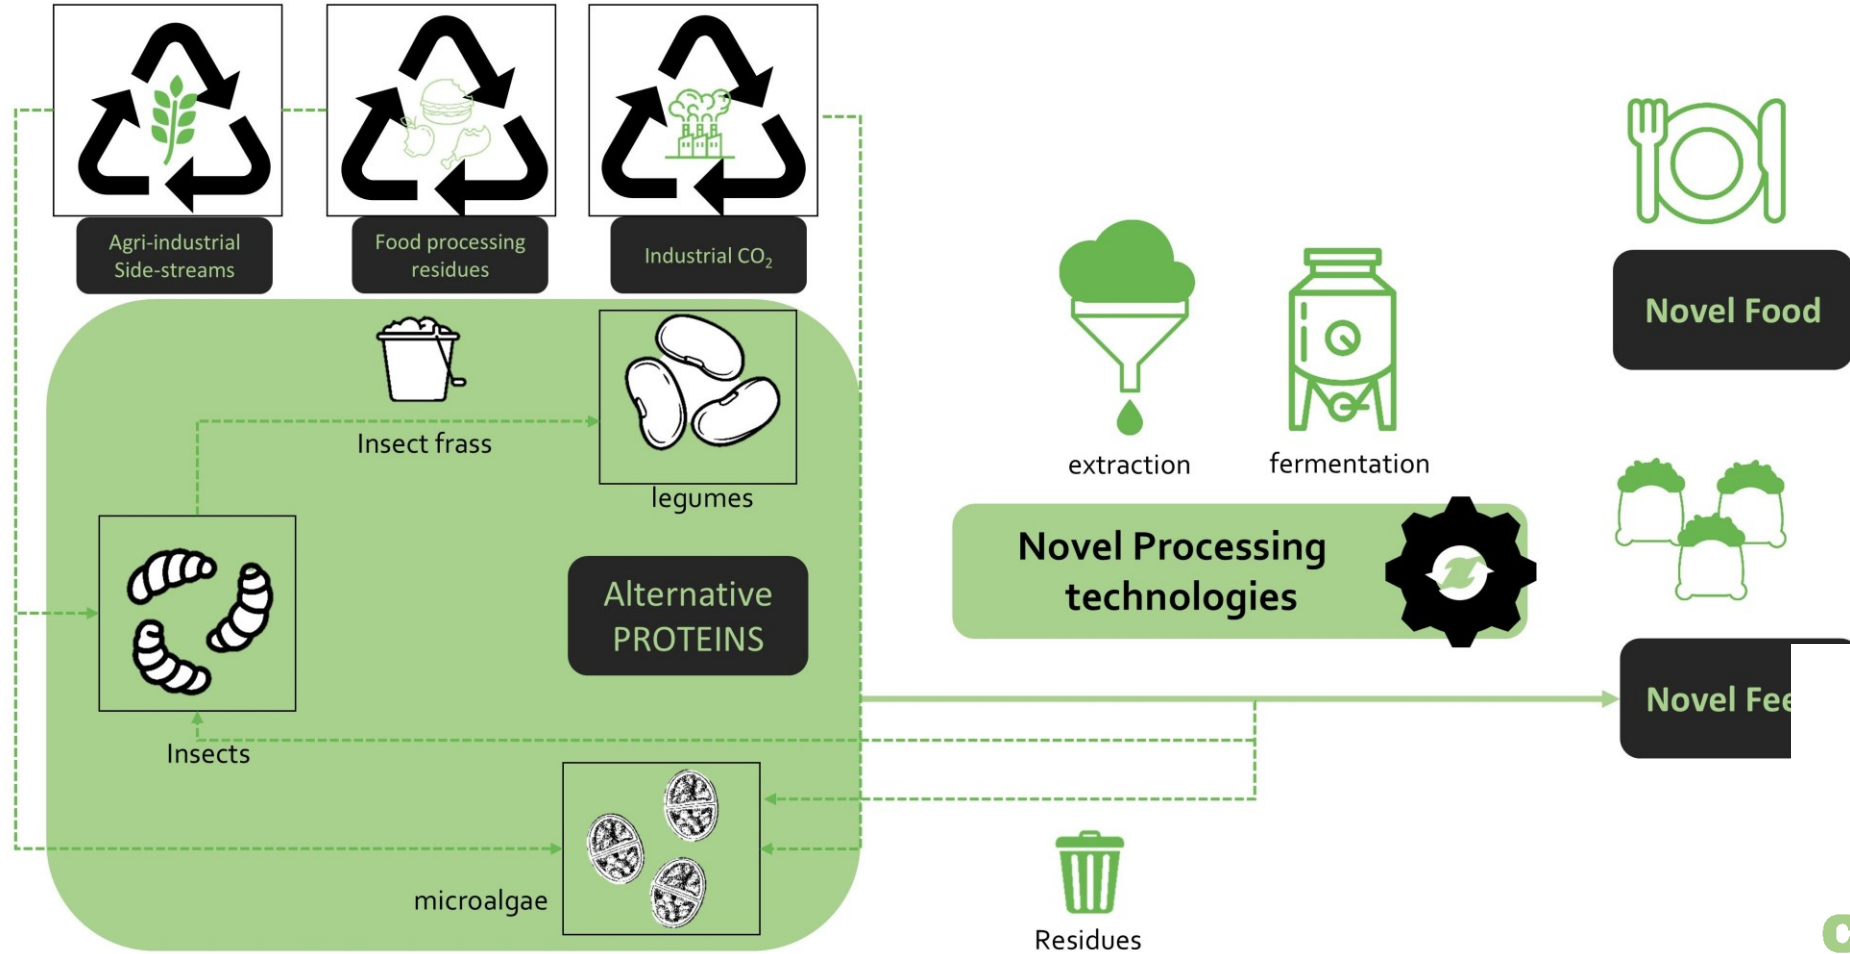 Agri-industrial
Side-streams
Food processing
residues
Industrial CO₂
Insect frass
legumes
Alternative
PROTEINS
Insects
microalgae
extraction
fermentation
Novel Processing
technologies
Residues
Novel Food
Novel